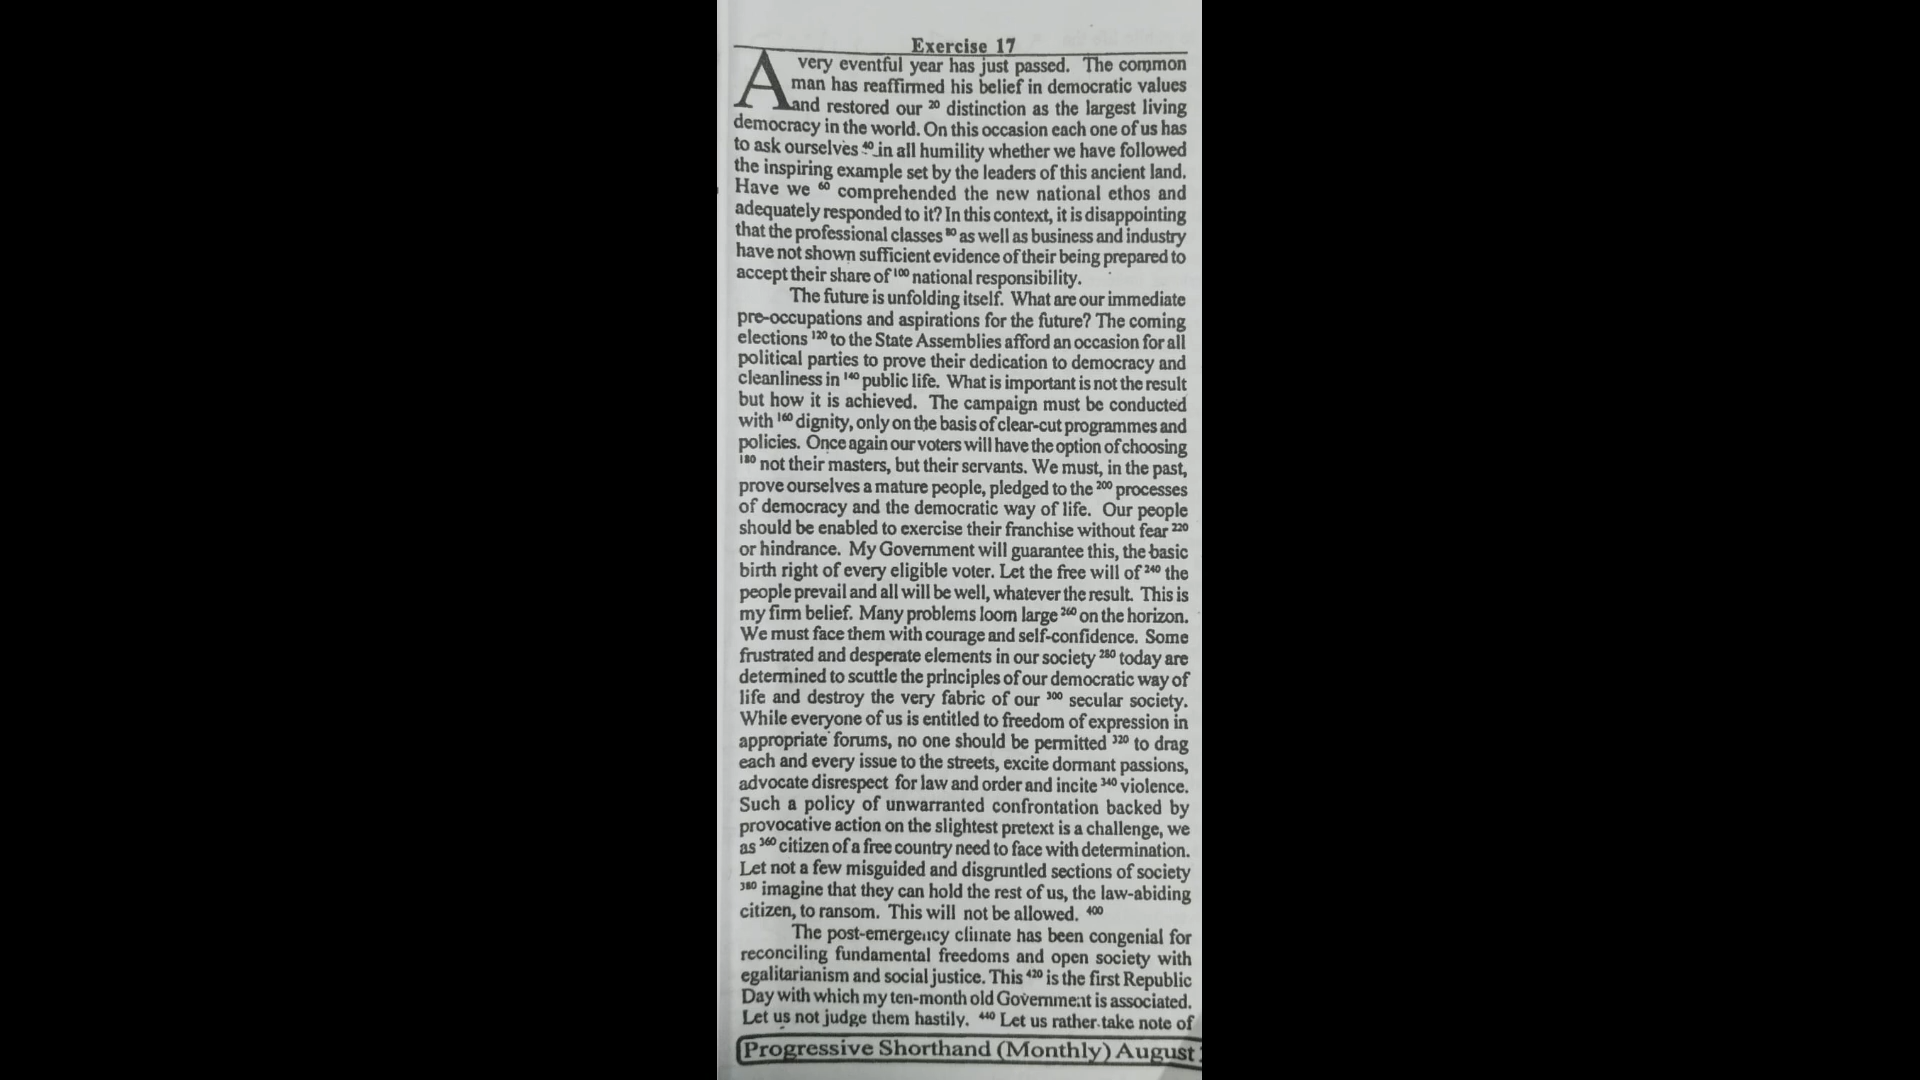 Exercise 17
A very eventful year has just passed. The common
man has reaffirmed his belief in democratic values
and restored our 20 distinction as the largest living
democracy in the world. On this occasion each one of us has
to ask ourselves 40 in all humility whether we have followed
the inspiring example set by the leaders of this ancient land.
Have we 60 comprehended the new national ethos and
adequately responded to it? In this context, it is disappointing
that the professional classes 80 as well as business and industry
have not shown sufficient evidence of their being prepared to
accept their share of 100 national responsibility.
The future is unfolding itself. What are our immediate
pre-occupations and aspirations for the future? The coming
elections 120 to the State Assemblies afford an occasion for all
political parties to prove their dedication to democracy and
cleanliness in 140 public life. What is important is not the result
but how it is achieved. The campaign must be conducted
with 160 dignity, only on the basis of clear-cut programmes and
policies. Once again our voters will have the option of choosing
180 not their masters, but their servants. We must, in the past,
prove ourselves a mature people, pledged to the 200 processes
of democracy and the democratic way of life. Our people
should be enabled to exercise their franchise without fear 220
or hindrance. My Government will guarantee this, the basic
birth right of every eligible voter. Let the free will of 240 the
people prevail and all will be well, whatever the result. This is
my firm belief. Many problems loom large 260 on the horizon.
We must face them with courage and self-confidence. Some
frustrated and desperate elements in our society 280 today are
determined to scuttle the principles of our democratic way of
life and destroy the very fabric of our 300 secular society.
While everyone of us is entitled to freedom of expression in
appropriate forums, no one should be permitted 320 to drag
each and every issue to the streets, excite dormant passions,
advocate disrespect for law and order and incite 340 violence.
Such a policy of unwarranted confrontation backed by
provocative action on the slightest pretext is a challenge, we
as 360 citizen of a free country need to face with determination.
Let not a few misguided and disgruntled sections of society
380 imagine that they can hold the rest of us, the law-abiding
citizen, to ransom. This will not be allowed. 400
The post-emergency climate has been congenial for
reconciling fundamental freedoms and open society with
egalitarianism and social justice. This 420 is the first Republic
Day with which my ten-month old Government is associated.
Let us not judge them hastily. 440 Let us rather take note of
Progressive Shorthand (Monthly) August